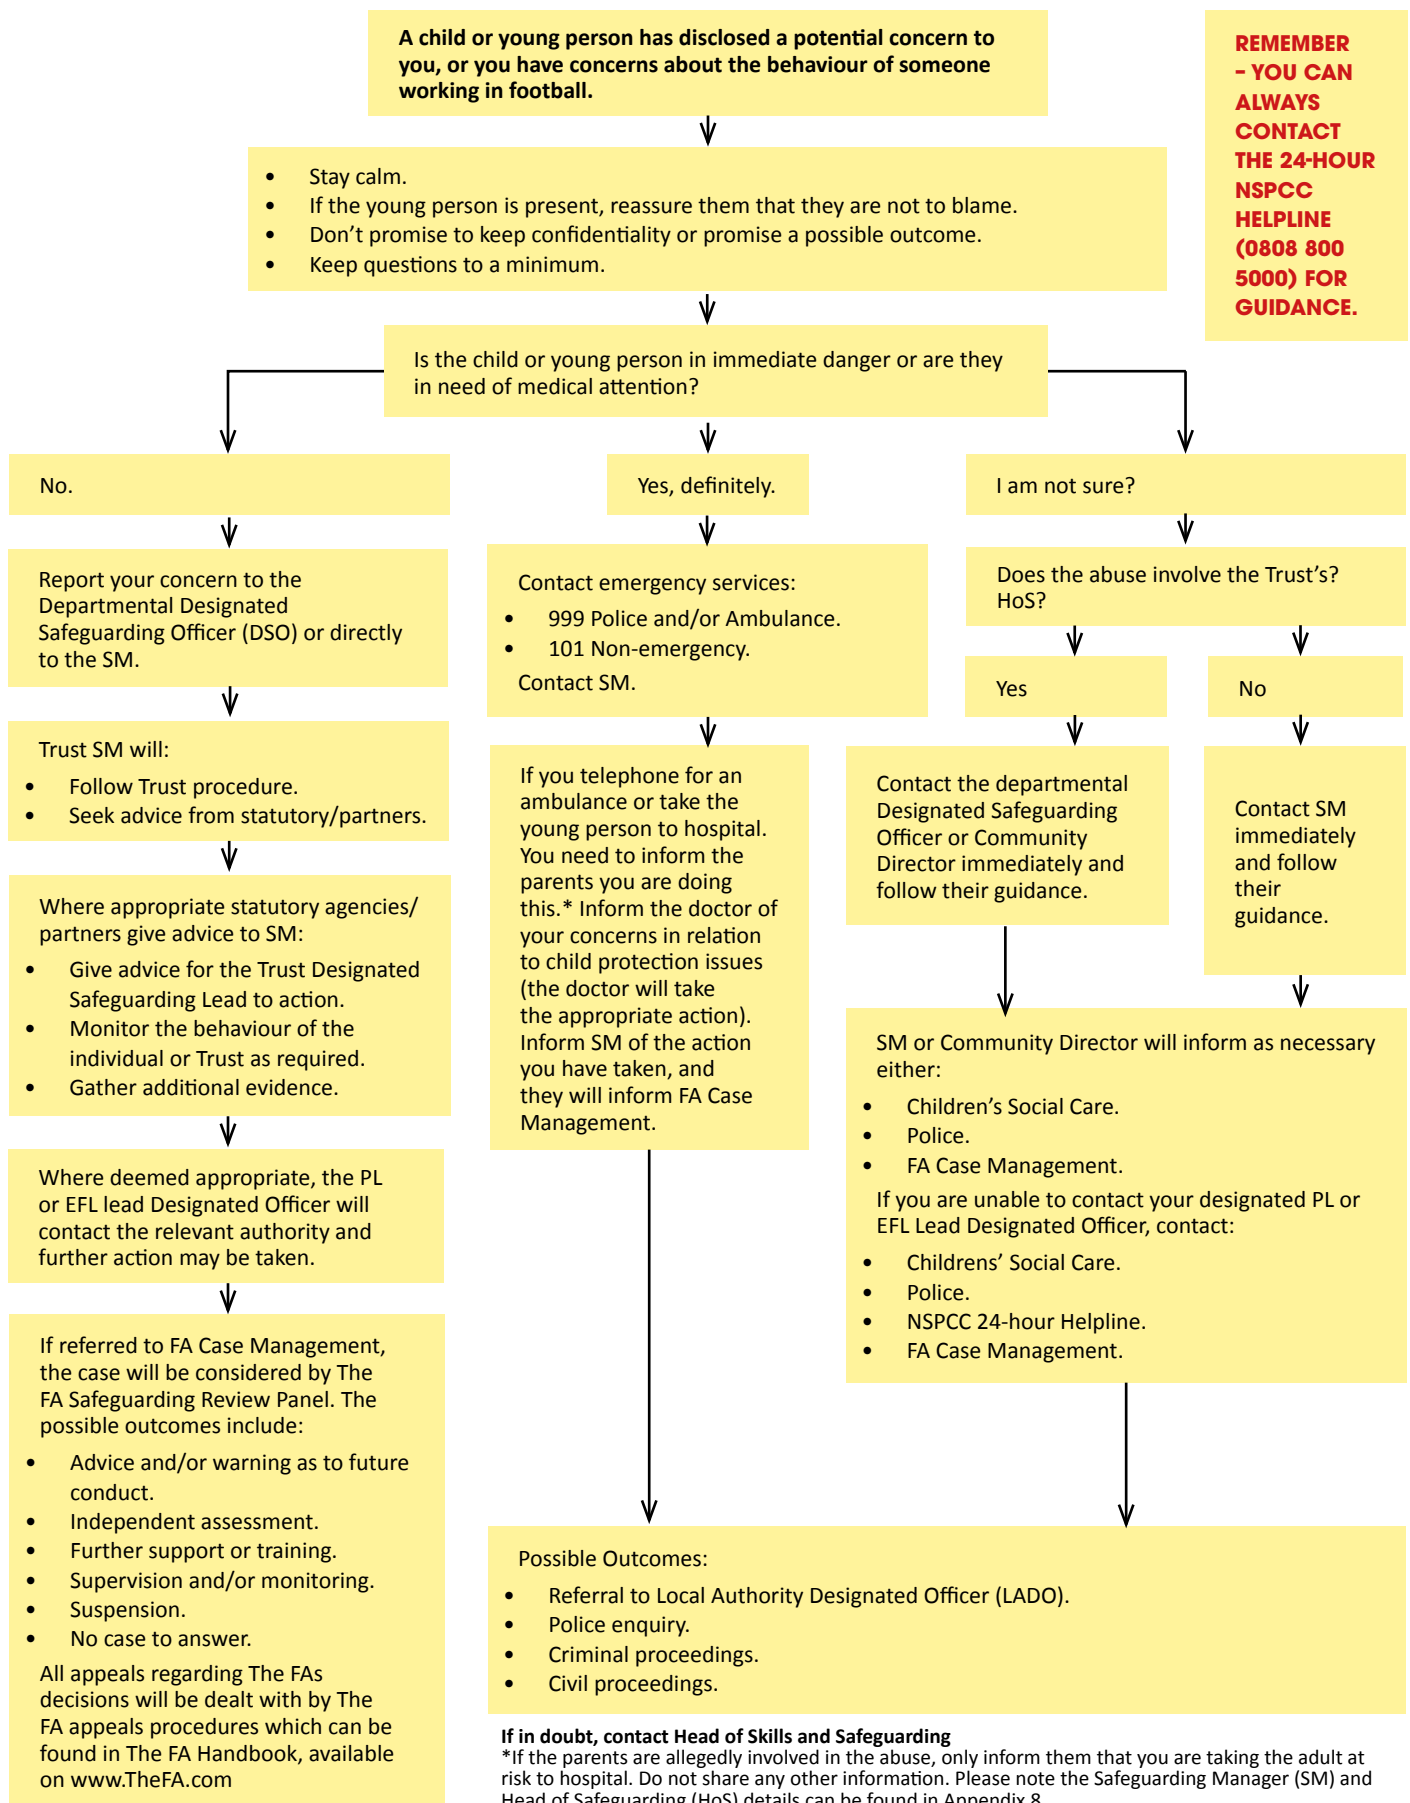 A child or young person has disclosed a potential concern to
you, or you have concerns about the behaviour of someone
working in football.
REMEMBER
– YOU CAN
ALWAYS
CONTACT
THE 24-HOUR
NSPCC
HELPLINE
(0808 800
5000) FOR
GUIDANCE.
• Stay calm.
• If the young person is present, reassure them that they are not to blame.
• Don't promise to keep confidentiality or promise a possible outcome.
• Keep questions to a minimum.
Is the child or young person in immediate danger or are they
in need of medical attention?
No.
Report your concern to the
Departmental Designated
Safeguarding Officer (DSO) or directly
to the SM.
Trust SM will:
• Follow Trust procedure.
• Seek advice from statutory/partners.
Where appropriate statutory agencies/
partners give advice to SM:
• Give advice for the Trust Designated
Safeguarding Lead to action.
• Monitor the behaviour of the
individual or Trust as required.
• Gather additional evidence.
Where deemed appropriate, the PL
or EFL lead Designated Officer will
contact the relevant authority and
further action may be taken.
If referred to FA Case Management,
the case will be considered by The
FA Safeguarding Review Panel. The
possible outcomes include:
• Advice and/or warning as to future
conduct.
• Independent assessment.
• Further support or training.
• Supervision and/or monitoring.
• Suspension.
• No case to answer.
All appeals regarding The FAs
decisions will be dealt with by The
FA appeals procedures which can be
found in The FA Handbook, available
on www.TheFA.com
Yes, definitely.
Contact emergency services:
• 999 Police and/or Ambulance.
• 101 Non-emergency.
Contact SM.
If you telephone for an
ambulance or take the
young person to hospital.
You need to inform the
parents you are doing
this.* Inform the doctor of
your concerns in relation
to child protection issues
(the doctor will take
the appropriate action).
Inform SM of the action
you have taken, and
they will inform FA Case
Management.
I am not sure?
Does the abuse involve the Trust's?
HoS?
Yes
Contact the departmental
Designated Safeguarding
Officer or Community
Director immediately and
follow their guidance.
No
Contact SM
immediately
and follow
their
guidance.
SM or Community Director will inform as necessary
either:
• Children's Social Care.
• Police.
• FA Case Management.
If you are unable to contact your designated PL or
EFL Lead Designated Officer, contact:
• Childrens' Social Care.
• Police.
• NSPCC 24-hour Helpline.
• FA Case Management.
Possible Outcomes:
• Referral to Local Authority Designated Officer (LADO).
• Police enquiry.
• Criminal proceedings.
• Civil proceedings.
If in doubt, contact Head of Skills and Safeguarding
*If the parents are allegedly involved in the abuse, only inform them that you are taking the adult at
risk to hospital. Do not share any other information. Please note the Safeguarding Manager (SM) and
Head of Safeguarding (HoS) details can be found in Appendix 8